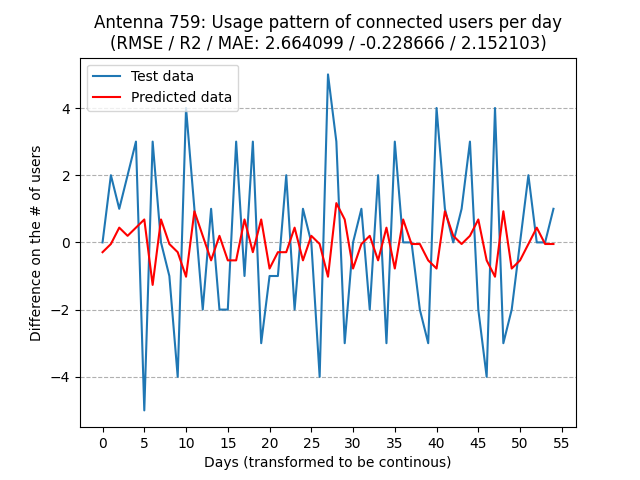 Antenna 759: Usage pattern of connected users per day
(RMSE / R2 / MAE: 2.664099 / -0.228666 / 2.152103)
Test data
Predicted data
Difference on the # of users
4
2
0
−2
−4
0 5 10 15 20 25 30 35 40 45 50 55
Days (transformed to be continous)